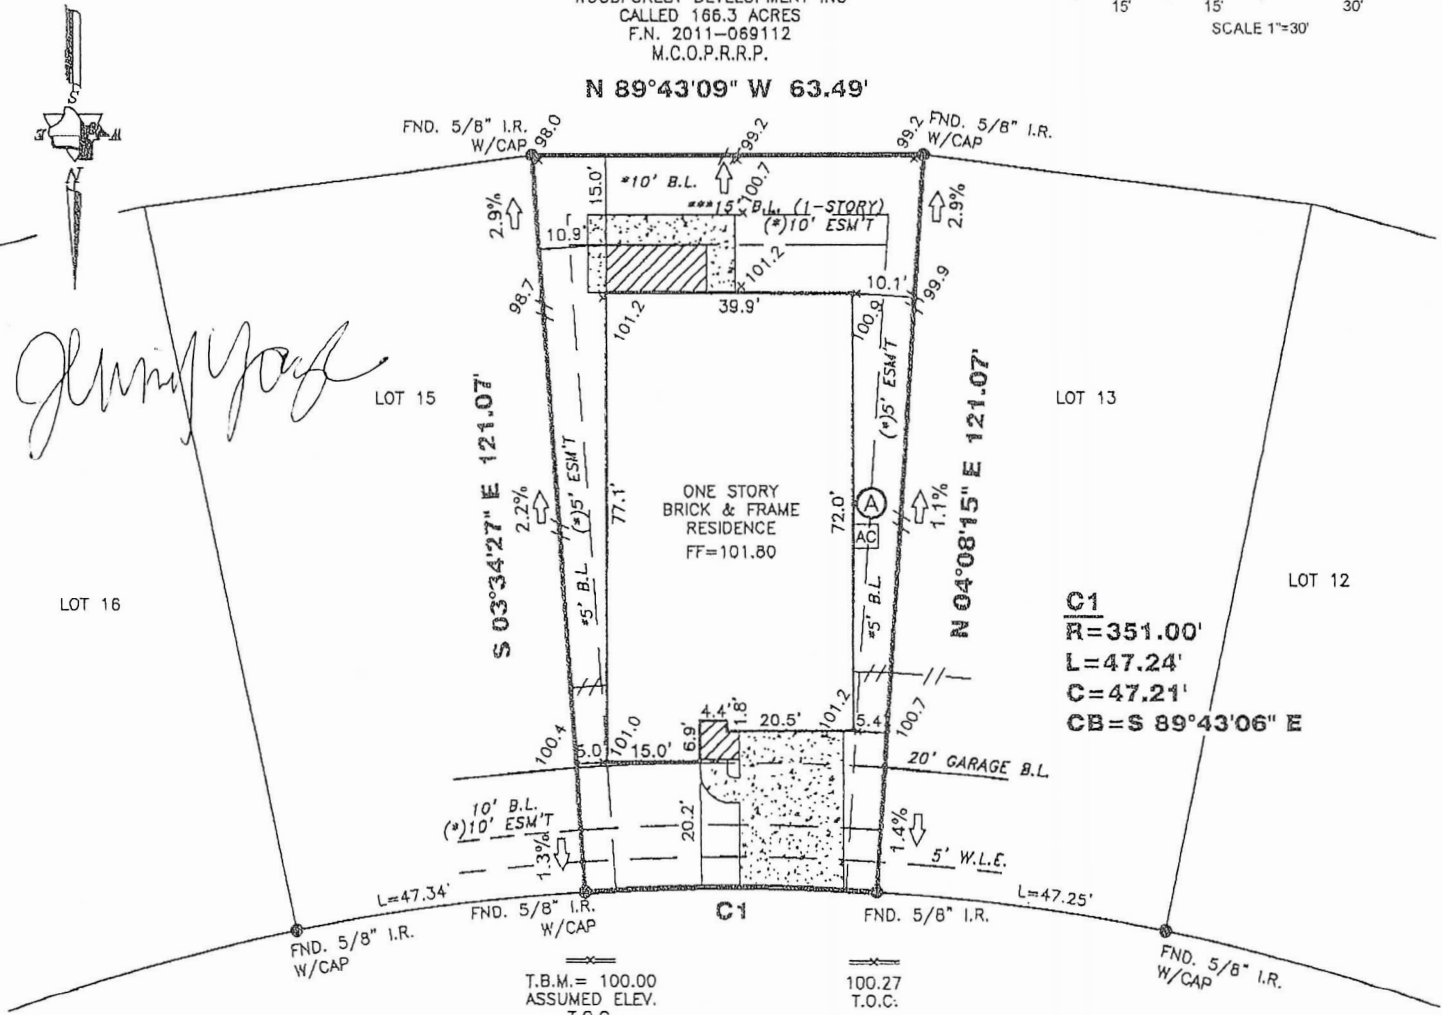 CALLED 166.3 ACRES
F.N. 2011-069112
M.C.O.P.R.R.P.
15' 15' 30'
SCALE 1"=30'
N 89°43'09" W 63.49'
S
N
FND. 5/8" I.R.
W/CAP
98.0
99.2
99.2
FND. 5/8" I.R.
W/CAP
2.9%
15.0'
*10' B.L.
100.7
***15' B.L. (1-STORY)
(*)10' ESM'T
2.9%
10.9'
101.2
10.1'
99.9
98.7
101.2
39.9'
100.9
LOT 15
S 03°34'27" E 121.07'
2.2%
(*)5' ESM'T
*5' B.L
77.1'
ONE STORY
BRICK & FRAME
RESIDENCE
FF=101.80
72.0'
A
AC
(*)5' ESM'T
*5' B.L.
1.1%
N 04°08'15" E 121.07'
LOT 13
LOT 16
LOT 12
C1
R=351.00'
L=47.24'
C=47.21'
CB=S 89°43'06" E
100.4
5.0'
101.0
15.0'
6.9'
4.4'
1.8'
20.5'
101.2
5.4'
100.7
20' GARAGE B.L.
10' B.L.
(*)10' ESM'T
1.3%
20.2'
1.4%
5' W.L.E.
L=47.34'
FND. 5/8" I.R.
W/CAP
C1
FND. 5/8" I.R.
L=47.25'
FND. 5/8" I.R.
W/CAP
FND. 5/8" I.R.
W/CAP
T.B.M.= 100.00
ASSUMED ELEV.
100.27
T.O.C.